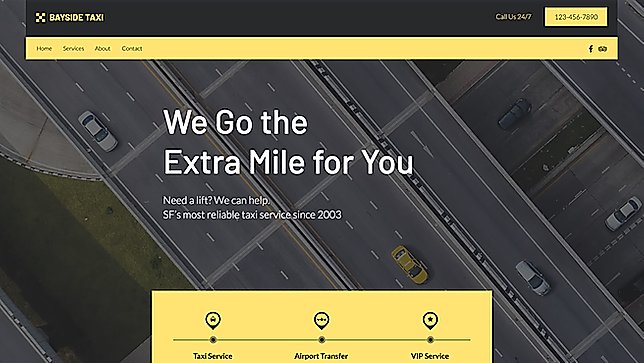 BAYSIDE TAXI
Call Us 24/7
123-456-7890
Home Services About Contact
We Go the
Extra Mile for You
Need a lift? We can help.
SF's most reliable taxi service since 2003
Taxi Service Airport Transfer VIP Service